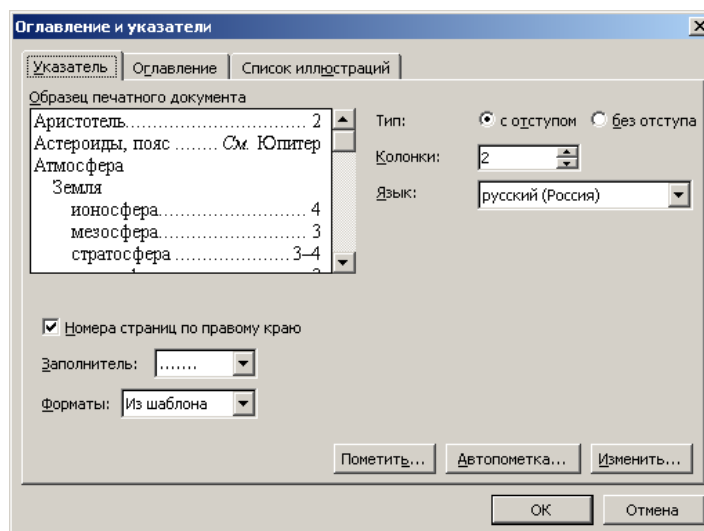 Оглавление и указатели
Указатель
Оглавление
Список иллюстраций
Образец печатного документа
Аристотель................................ 2
Астероиды, пояс ....... См. Юпитер
Атмосфера
Земля
ионосфера.......................... 4
мезосфера.......................... 3
стратосфера .....................3–4
Тип:
с отступом
без отступа
Колонки:
2
Язык:
русский (Россия)
Номера страниц по правому краю
Заполнитель:
.......
Форматы:
Из шаблона
Пометить...
Автопометка...
Изменить...
ОК
Отмена